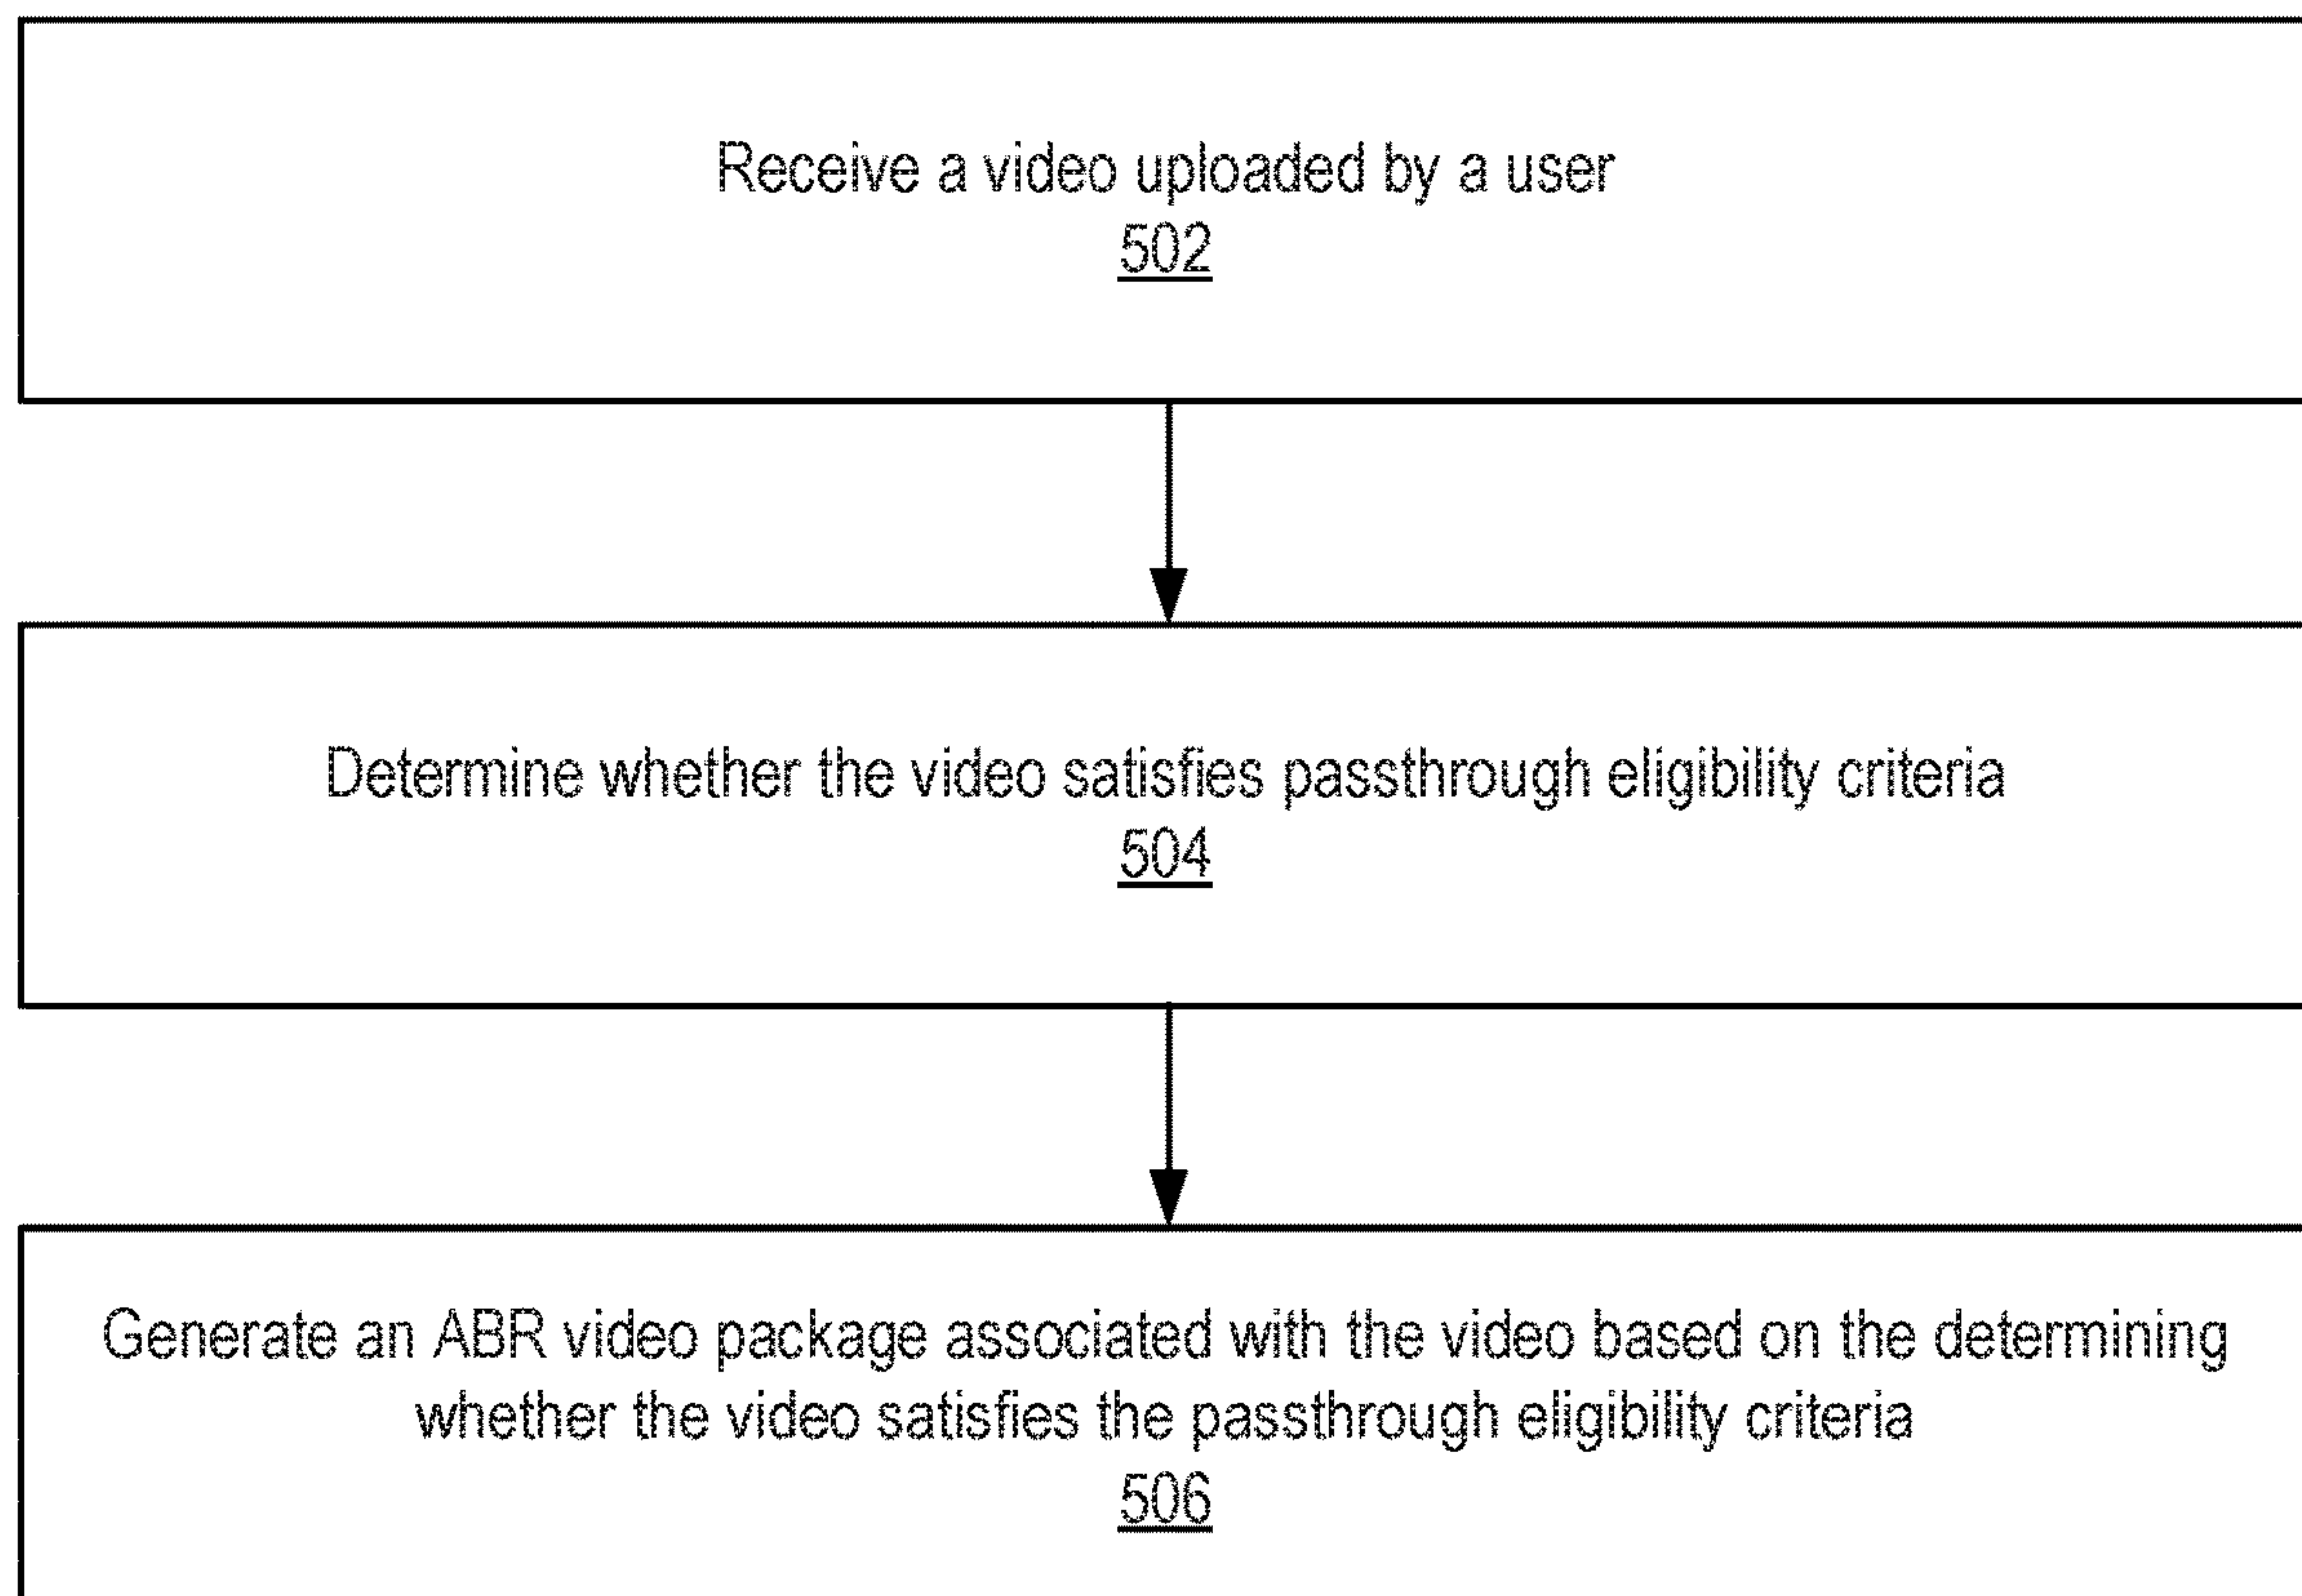 Receive a video uploaded by a user
502
Determine whether the video satisfies passthrough eligibility criteria
504
Generate an ABR video package associated with the video based on the determining
whether the video satisfies the passthrough eligibility criteria
506